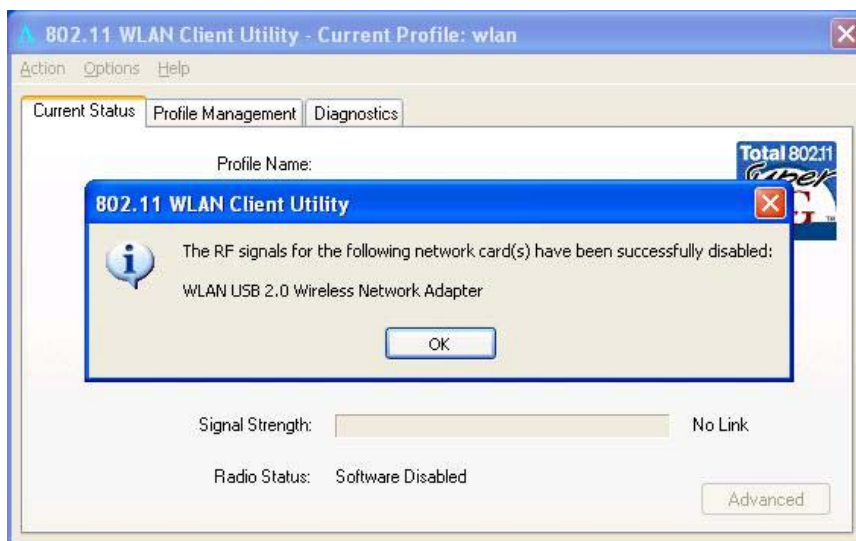 802.11 WLAN Client Utility - Current Profile: wlan
Action Options Help
Current Status Profile Management Diagnostics
Profile Name:
Total 802.11
Super
G ™
802.11 WLAN Client Utility
The RF signals for the following network card(s) have been successfully disabled:
WLAN USB 2.0 Wireless Network Adapter
OK
Signal Strength: No Link
Radio Status: Software Disabled
Advanced